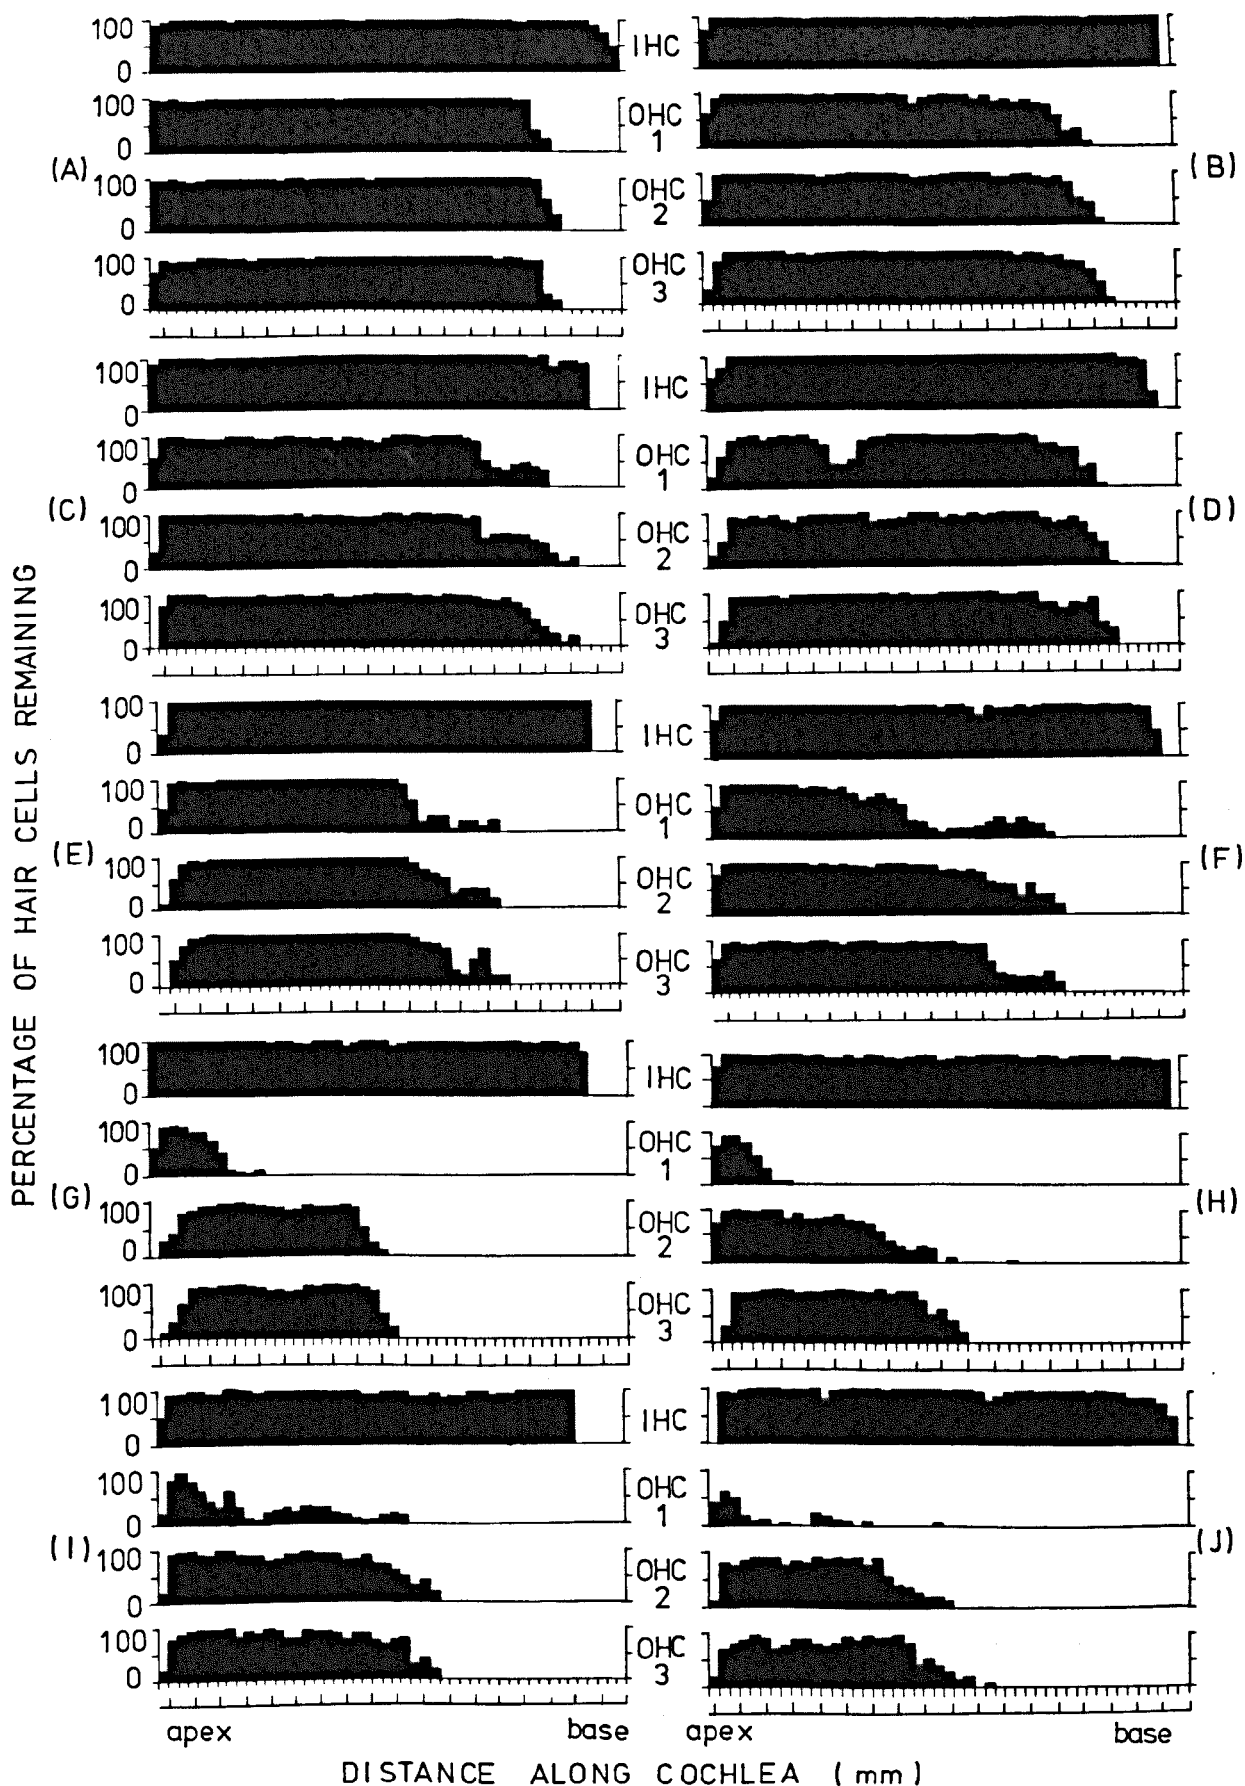 PERCENTAGE OF HAIR CELLS REMAINING
(A)
100
0
IHC
100
0
OHC
1
100
0
OHC
2
100
0
OHC
3
(B)
(C)
100
0
IHC
100
0
OHC
1
100
0
OHC
2
100
0
OHC
3
(D)
(E)
100
0
IHC
100
0
OHC
1
100
0
OHC
2
100
0
OHC
3
(F)
(G)
100
0
IHC
100
0
OHC
1
100
0
OHC
2
100
0
OHC
3
(H)
(I)
100
0
IHC
100
0
OHC
1
100
0
OHC
2
100
0
OHC
3
(J)
apex base apex base
DISTANCE ALONG COCHLEA (mm)